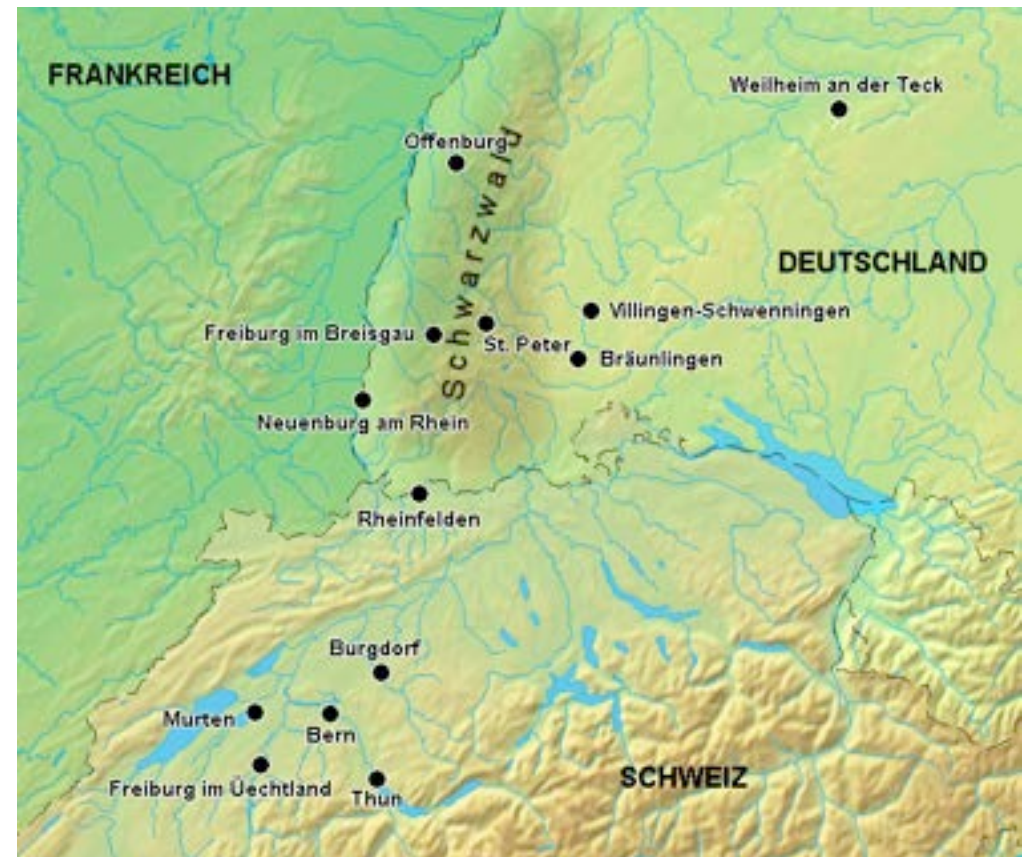 FRANKREICH
Weilheim an der Teck
Offenburg
Schwarzwald
DEUTSCHLAND
Villingen-Schwenningen
Freiburg im Breisgau
St. Peter
Bräunlingen
Neuenburg am Rhein
Rheinfelden
Burgdorf
Murten
Bern
SCHWEIZ
Freiburg im Üechtland
Thun